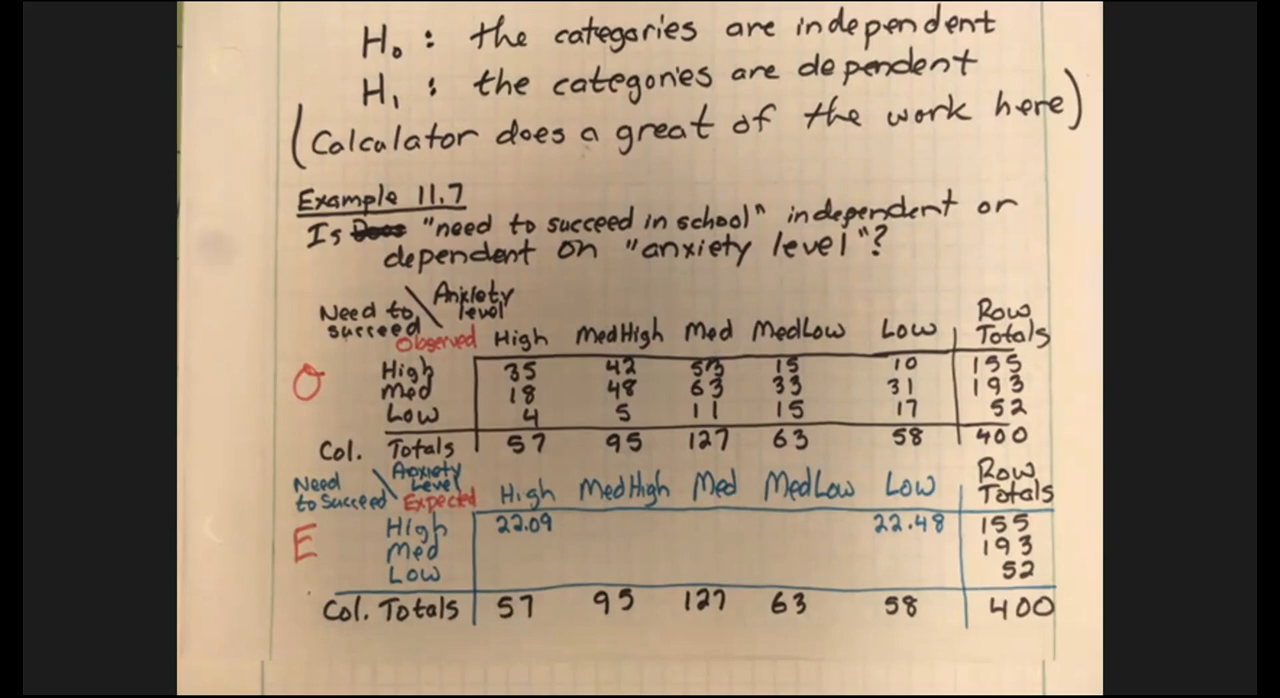 H₀ : the categories are independent
H₁ : the categories are dependent
(Calculator does a great of the work here)
Example 11.7
Is "need to succeed in school" independent or
dependent on "anxiety level"?
Need to succeed \ Anxiety level
Observed High MedHigh Med MedLow Low Row Totals
O
High 35 42 53 15 10 155
Med 18 48 63 33 31 193
Low 4 5 11 15 17 52
Col. Totals 57 95 127 63 58 400
Need to Succeed \ Anxiety Level
Expected High MedHigh Med MedLow Low Row Totals
E
High 22.09 22.48 155
Med 193
Low 52
Col. Totals 57 95 127 63 58 400